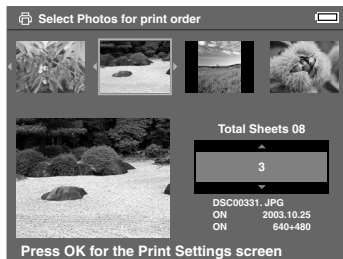 Select Photos for print order
Total Sheets 08
3
DSC00331. JPG
ON 2003.10.25
ON 640+480
Press OK for the Print Settings screen